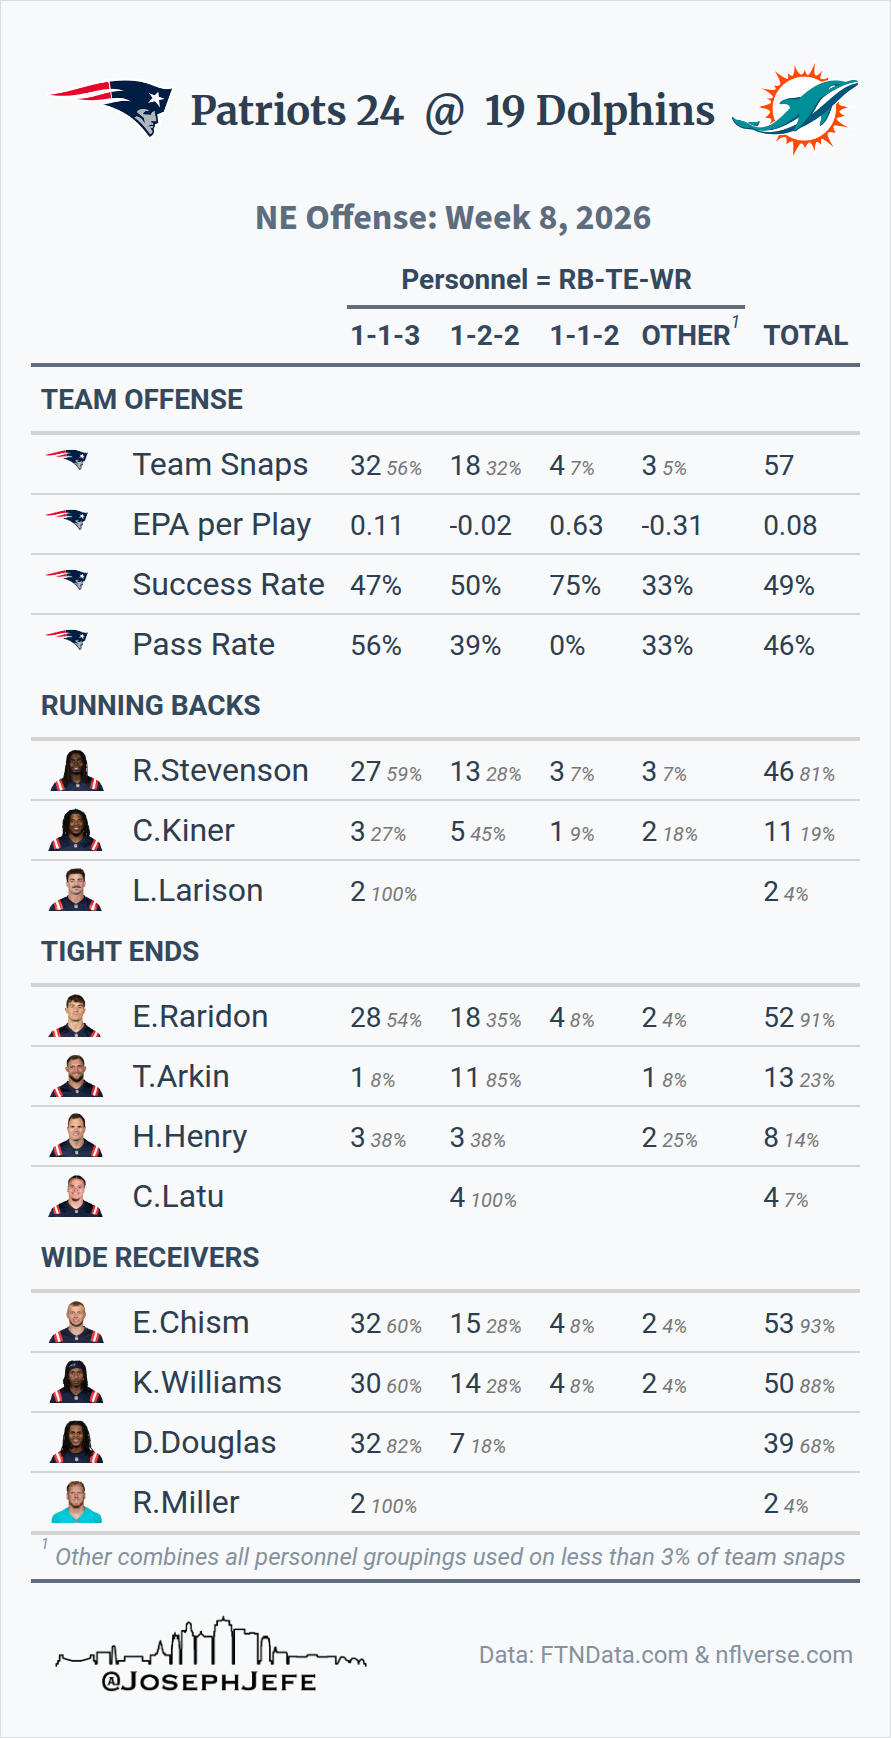 Patriots 24 @ 19 Dolphins
NE Offense: Week 8, 2026
Personnel = RB-TE-WR
1-1-3 1-2-2 1-1-2 OTHER1 TOTAL
TEAM OFFENSE
Team Snaps 32 56% 18 32% 4 7% 3 5% 57
EPA per Play 0.11 -0.02 0.63 -0.31 0.08
Success Rate 47% 50% 75% 33% 49%
Pass Rate 56% 39% 0% 33% 46%
RUNNING BACKS
R.Stevenson 27 59% 13 28% 3 7% 3 7% 46 81%
C.Kiner 3 27% 5 45% 1 9% 2 18% 11 19%
L.Larison 2 100% 2 4%
TIGHT ENDS
E.Raridon 28 54% 18 35% 4 8% 2 4% 52 91%
T.Arkin 1 8% 11 85% 1 8% 13 23%
H.Henry 3 38% 3 38% 2 25% 8 14%
C.Latu 4 100% 4 7%
WIDE RECEIVERS
E.Chism 32 60% 15 28% 4 8% 2 4% 53 93%
K.Williams 30 60% 14 28% 4 8% 2 4% 50 88%
D.Douglas 32 82% 7 18% 39 68%
R.Miller 2 100% 2 4%
1 Other combines all personnel groupings used on less than 3% of team snaps
@JosephJefe
Data: FTNData.com & nflverse.com